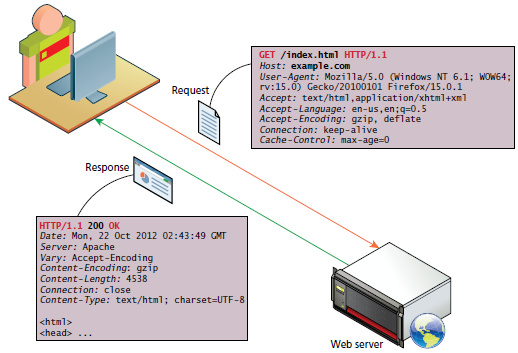 GET /index.html HTTP/1.1
Host: example.com
User-Agent: Mozilla/5.0 (Windows NT 6.1; WOW64;
rv:15.0) Gecko/20100101 Firefox/15.0.1
Accept: text/html,application/xhtml+xml
Accept-Language: en-us,en;q=0.5
Accept-Encoding: gzip, deflate
Connection: keep-alive
Cache-Control: max-age=0
Request
Response
HTTP/1.1 200 OK
Date: Mon, 22 Oct 2012 02:43:49 GMT
Server: Apache
Vary: Accept-Encoding
Content-Encoding: gzip
Content-Length: 4538
Connection: close
Content-Type: text/html; charset=UTF-8
<html>
<head> ...
Web server